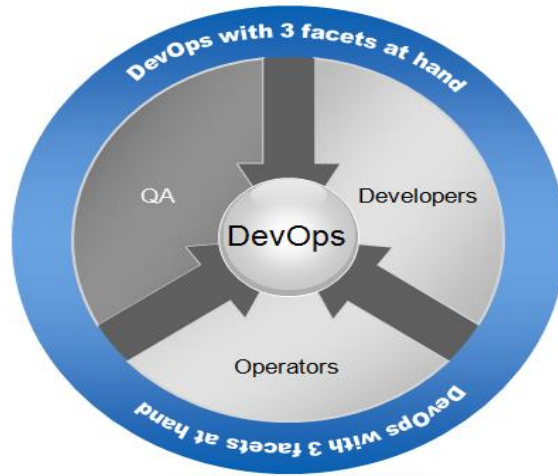 DevOps with 3 facets at hand
QA
Developers
DevOps
Operators
DevOps with 3 facets at hand